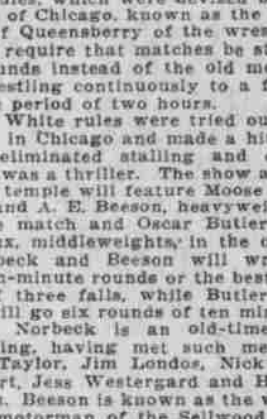 of Chicago, known as the
Queensberry of the wres
require that matches be st
unds instead of the old me
estling continuously to a f
period of two hours.
White rules were tried ou
in Chicago and made a hi
eliminated stalling and
was a thriller. The show a
temple will feature Moose
and A. E. Beeson, heavywei
match and Oscar Butler
ux, middleweights, in the
beck and Beeson will wr
n-minute rounds or the best
three falls, while Butler
ill go six rounds of ten min
Norbeck is an old-time
ing, having met such me
Taylor, Jim Londos, Nick
rt, Jess Westergard and H
. Beeson is known as the
motorman of the Sellwood